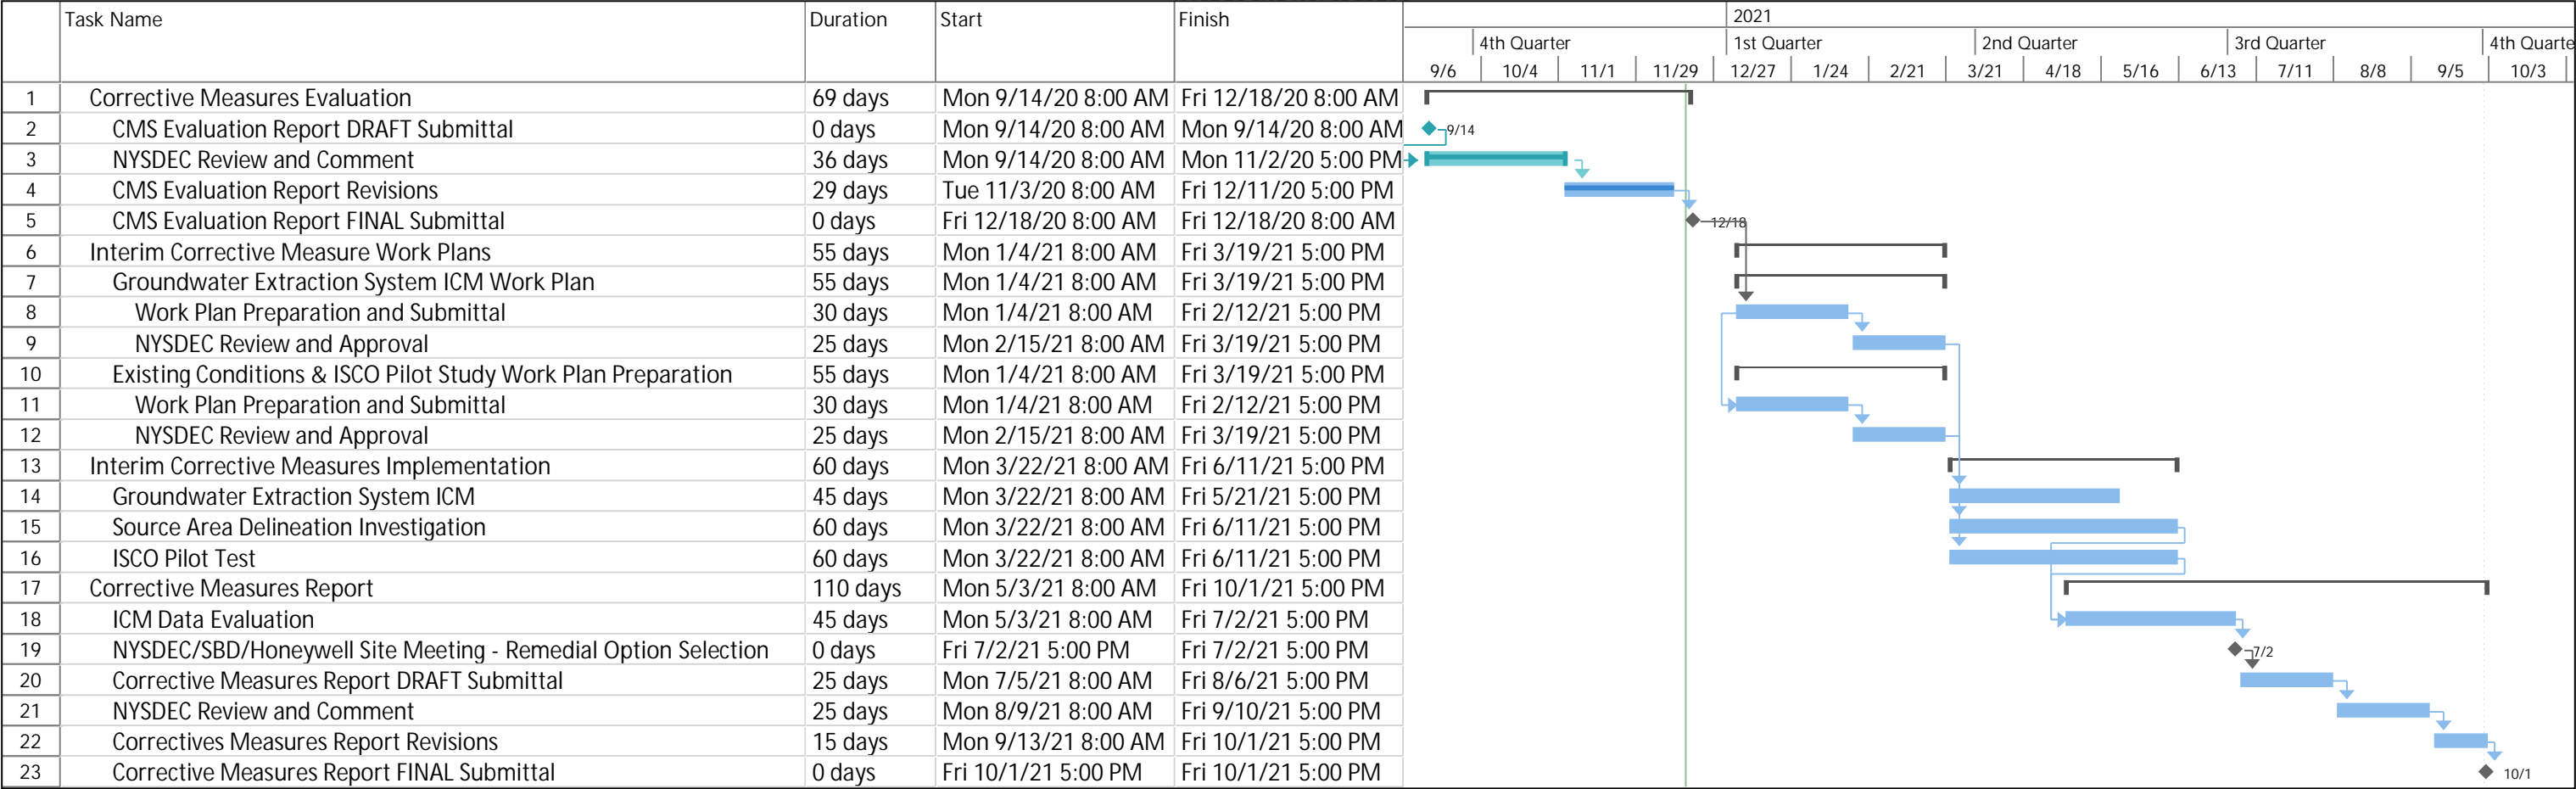 Task Name Duration Start Finish 2021
4th Quarter 1st Quarter 2nd Quarter 3rd Quarter 4th Quarte
9/6 10/4 11/1 11/29 12/27 1/24 2/21 3/21 4/18 5/16 6/13 7/11 8/8 9/5 10/3
1 Corrective Measures Evaluation 69 days Mon 9/14/20 8:00 AM Fri 12/18/20 8:00 AM
2 CMS Evaluation Report DRAFT Submittal 0 days Mon 9/14/20 8:00 AM Mon 9/14/20 8:00 AM 9/14
3 NYSDEC Review and Comment 36 days Mon 9/14/20 8:00 AM Mon 11/2/20 5:00 PM
4 CMS Evaluation Report Revisions 29 days Tue 11/3/20 8:00 AM Fri 12/11/20 5:00 PM
5 CMS Evaluation Report FINAL Submittal 0 days Fri 12/18/20 8:00 AM Fri 12/18/20 8:00 AM 12/18
6 Interim Corrective Measure Work Plans 55 days Mon 1/4/21 8:00 AM Fri 3/19/21 5:00 PM
7 Groundwater Extraction System ICM Work Plan 55 days Mon 1/4/21 8:00 AM Fri 3/19/21 5:00 PM
8 Work Plan Preparation and Submittal 30 days Mon 1/4/21 8:00 AM Fri 2/12/21 5:00 PM
9 NYSDEC Review and Approval 25 days Mon 2/15/21 8:00 AM Fri 3/19/21 5:00 PM
10 Existing Conditions & ISCO Pilot Study Work Plan Preparation 55 days Mon 1/4/21 8:00 AM Fri 3/19/21 5:00 PM
11 Work Plan Preparation and Submittal 30 days Mon 1/4/21 8:00 AM Fri 2/12/21 5:00 PM
12 NYSDEC Review and Approval 25 days Mon 2/15/21 8:00 AM Fri 3/19/21 5:00 PM
13 Interim Corrective Measures Implementation 60 days Mon 3/22/21 8:00 AM Fri 6/11/21 5:00 PM
14 Groundwater Extraction System ICM 45 days Mon 3/22/21 8:00 AM Fri 5/21/21 5:00 PM
15 Source Area Delineation Investigation 60 days Mon 3/22/21 8:00 AM Fri 6/11/21 5:00 PM
16 ISCO Pilot Test 60 days Mon 3/22/21 8:00 AM Fri 6/11/21 5:00 PM
17 Corrective Measures Report 110 days Mon 5/3/21 8:00 AM Fri 10/1/21 5:00 PM
18 ICM Data Evaluation 45 days Mon 5/3/21 8:00 AM Fri 7/2/21 5:00 PM
19 NYSDEC/SBD/Honeywell Site Meeting - Remedial Option Selection 0 days Fri 7/2/21 5:00 PM Fri 7/2/21 5:00 PM 7/2
20 Corrective Measures Report DRAFT Submittal 25 days Mon 7/5/21 8:00 AM Fri 8/6/21 5:00 PM
21 NYSDEC Review and Comment 25 days Mon 8/9/21 8:00 AM Fri 9/10/21 5:00 PM
22 Correctives Measures Report Revisions 15 days Mon 9/13/21 8:00 AM Fri 10/1/21 5:00 PM
23 Corrective Measures Report FINAL Submittal 0 days Fri 10/1/21 5:00 PM Fri 10/1/21 5:00 PM 10/1